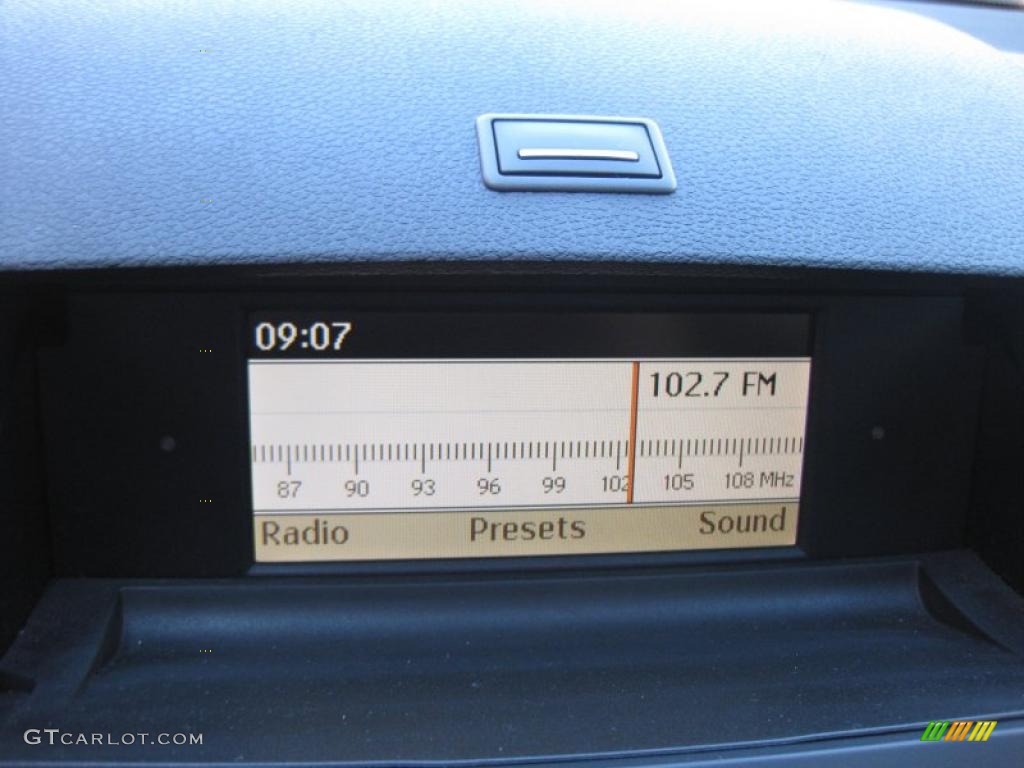 09:07
102.7 FM
87 90 93 96 99 102 105 108 MHz
Radio Presets Sound
GTcarlot.com